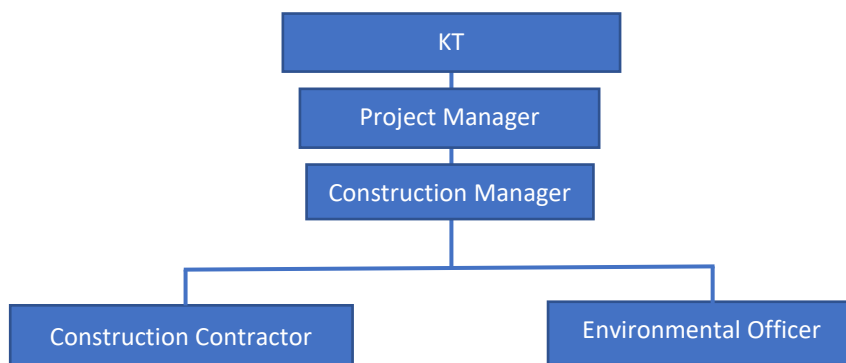 KT
Project Manager
Construction Manager
Construction Contractor
Environmental Officer